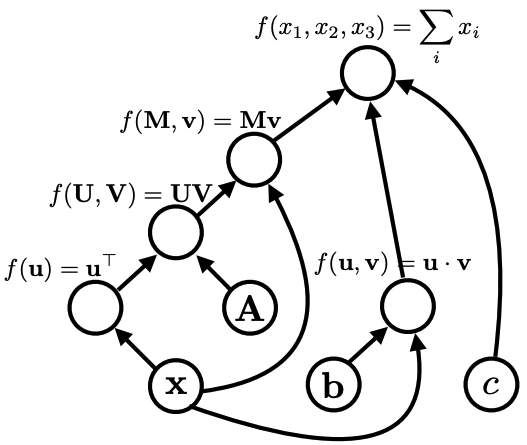 f(x₁, x₂, x₃) = ∑ᵢ xᵢ
f(M, v) = Mv
f(U, V) = UV
f(u) = u⊤
f(u, v) = u · v
A
x
b
c